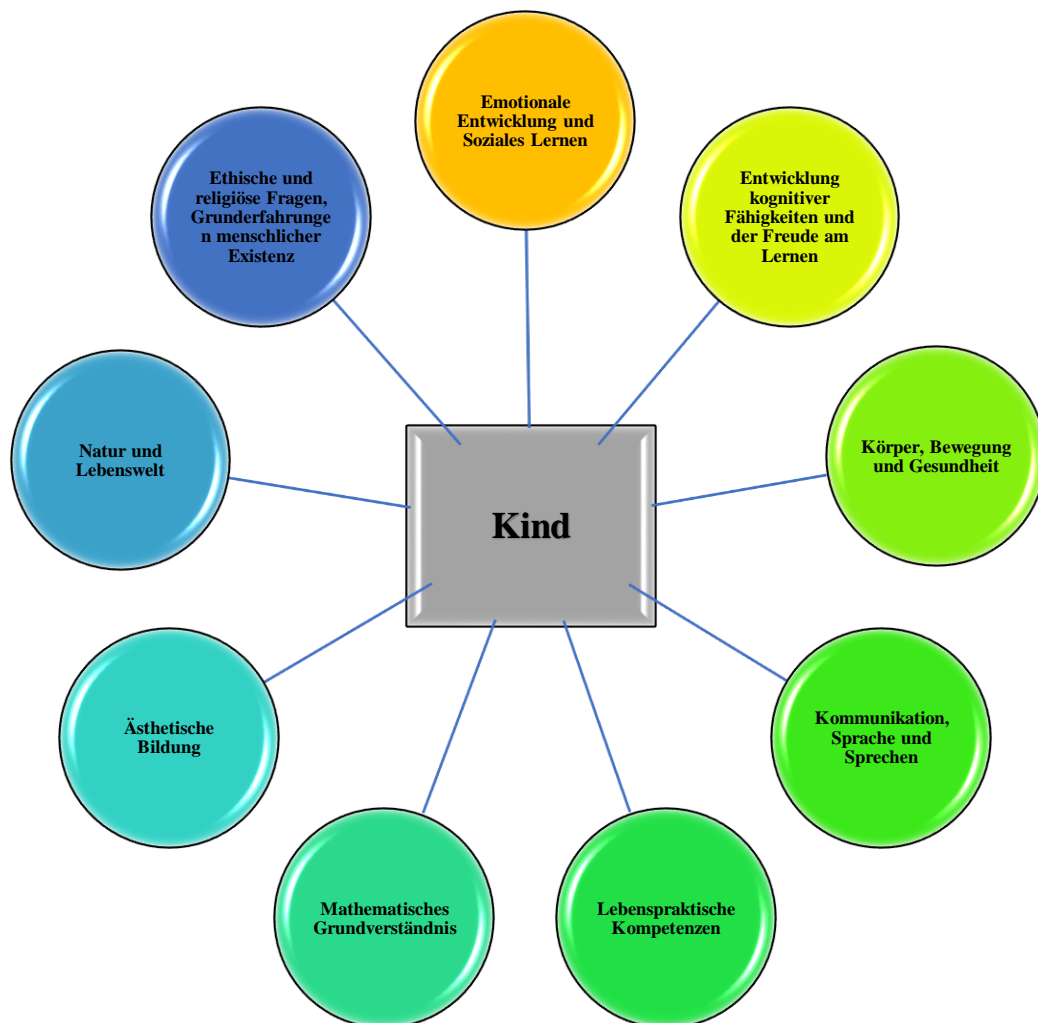 Emotionale
Entwicklung und
Soziales Lernen
Entwicklung
kognitiver
Fähigkeiten und
der Freude am
Lernen
Körper, Bewegung
und Gesundheit
Kommunikation,
Sprache und
Sprechen
Lebenspraktische
Kompetenzen
Mathematisches
Grundverständnis
Ästhetische
Bildung
Natur und
Lebenswelt
Ethische und
religiöse Fragen,
Grunderfahrunge
n menschlicher
Existenz
Kind